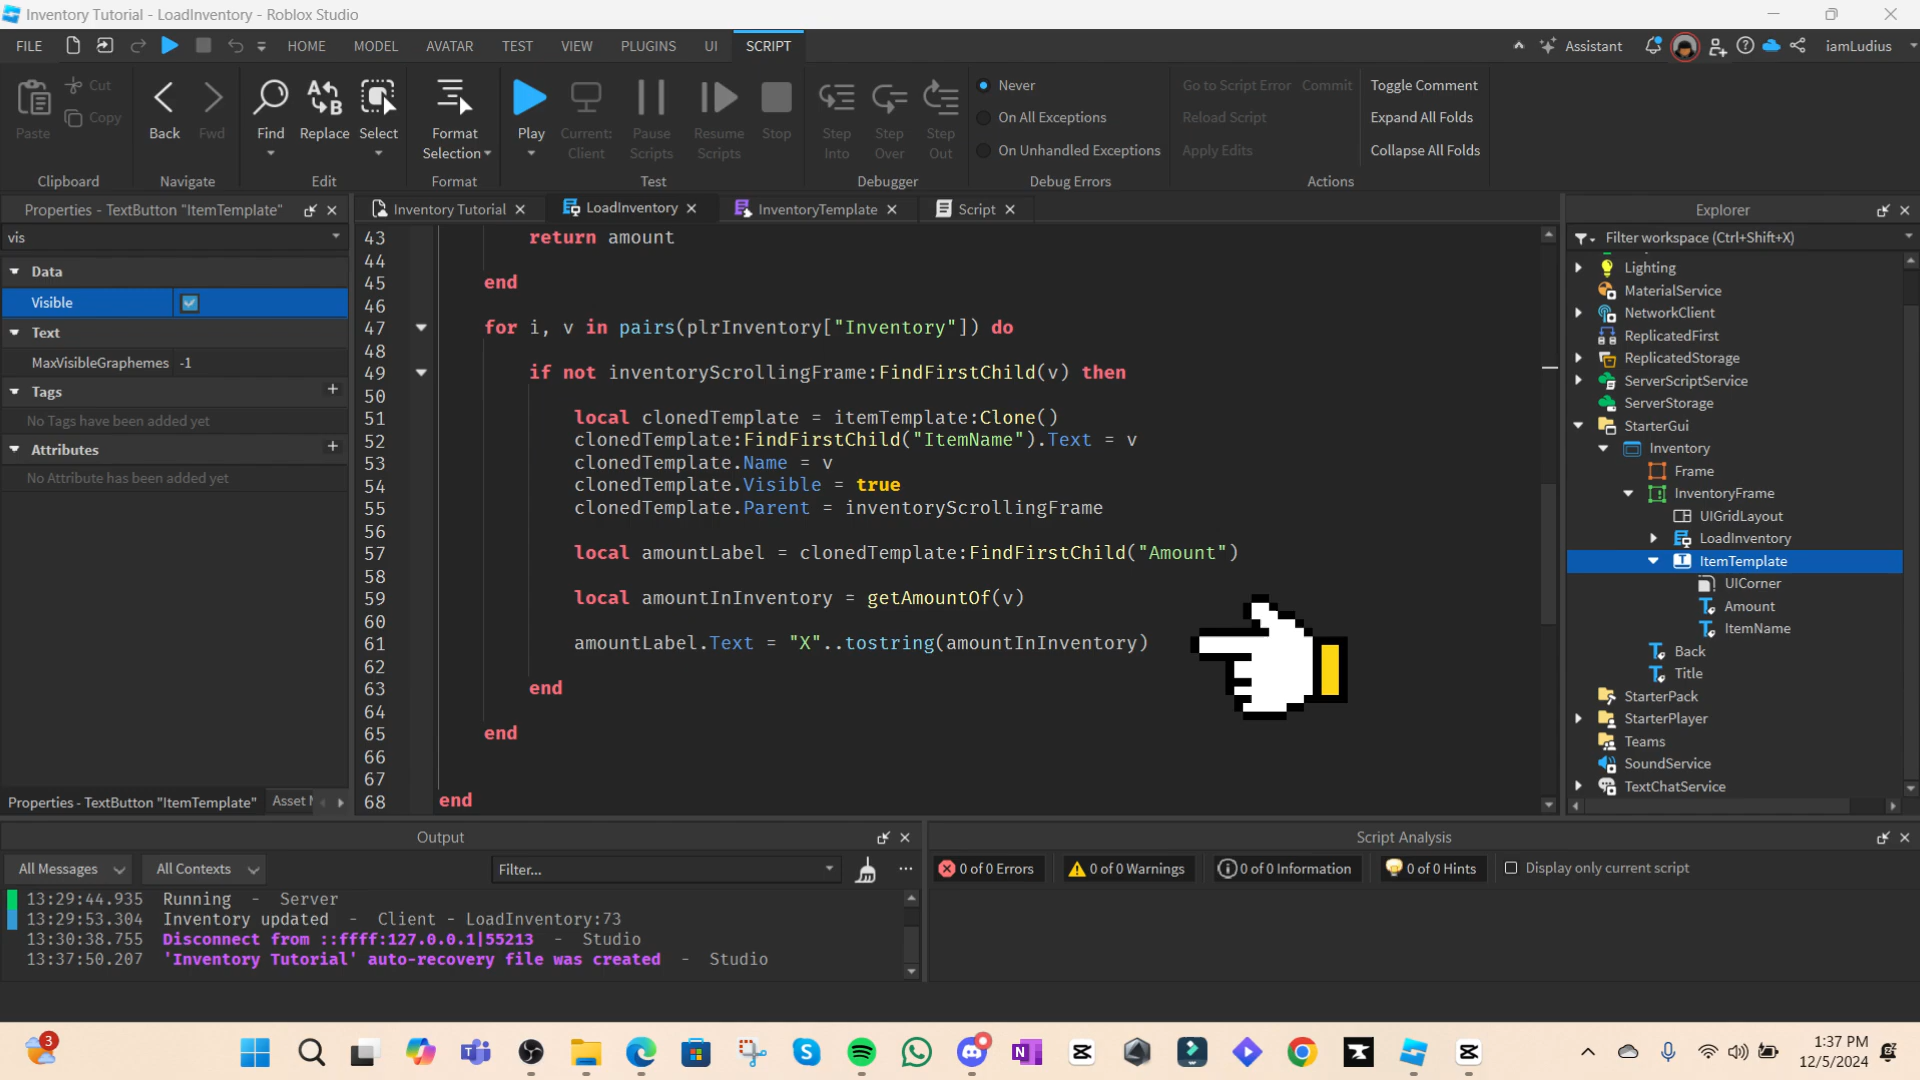 Inventory Tutorial - LoadInventory - Roblox Studio
FILE HOME MODEL AVATAR TEST VIEW PLUGINS UI SCRIPT Assistant iamLudius
Paste Cut Copy
Clipboard
Back Fwd
Navigate
Find Replace Select
Edit
Format Selection
Format
Play Current: Client Pause Scripts Resume Scripts Stop
Test
Step Into Step Over Step Out
Debugger
Never
On All Exceptions
On Unhandled Exceptions
Debug Errors
Go to Script Error Commit Toggle Comment
Reload Script Expand All Folds
Apply Edits Collapse All Folds
Actions
Properties - TextButton "ItemTemplate"
vis
Data
Visible
Text
MaxVisibleGraphemes -1
Tags
No Tags have been added yet
Attributes
No Attribute has been added yet
Properties - TextButton "ItemTemplate" Asset
Inventory Tutorial LoadInventory InventoryTemplate Script
43 return amount
44
45 end
46
47 for i, v in pairs(plrInventory["Inventory"]) do
48
49 if not inventoryScrollingFrame:FindFirstChild(v) then
50
51 local clonedTemplate = itemTemplate:Clone()
52 clonedTemplate:FindFirstChild("ItemName").Text = v
53 clonedTemplate.Name = v
54 clonedTemplate.Visible = true
55 clonedTemplate.Parent = inventoryScrollingFrame
56
57 local amountLabel = clonedTemplate:FindFirstChild("Amount")
58
59 local amountInInventory = getAmountOf(v)
60
61 amountLabel.Text = "X"..tostring(amountInInventory)
62
63 end
64
65 end
66
67
68 end
Explorer
Filter workspace (Ctrl+Shift+X)
Lighting
MaterialService
NetworkClient
ReplicatedFirst
ReplicatedStorage
ServerScriptService
ServerStorage
StarterGui
Inventory
Frame
InventoryFrame
UIGridLayout
LoadInventory
ItemTemplate
UICorner
Amount
ItemName
Back
Title
StarterPack
StarterPlayer
Teams
SoundService
TextChatService
Output
All Messages All Contexts Filter...
13:29:44.935 Running - Server
13:29:53.304 Inventory updated - Client - LoadInventory:73
13:30:38.755 Disconnect from ::ffff:127.0.0.1|55213 - Studio
13:37:50.207 'Inventory Tutorial' auto-recovery file was created - Studio
Script Analysis
0 of 0 Errors 0 of 0 Warnings 0 of 0 Information 0 of 0 Hints Display only current script
3
1:37 PM
12/5/2024